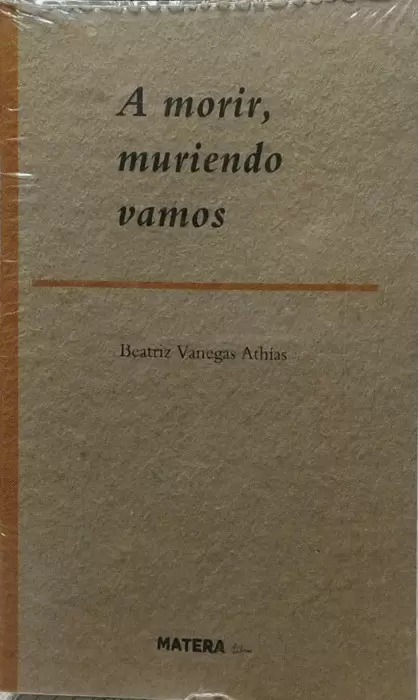 A morir,
muriendo
vamos
Beatriz Vanegas Athías
MATERA